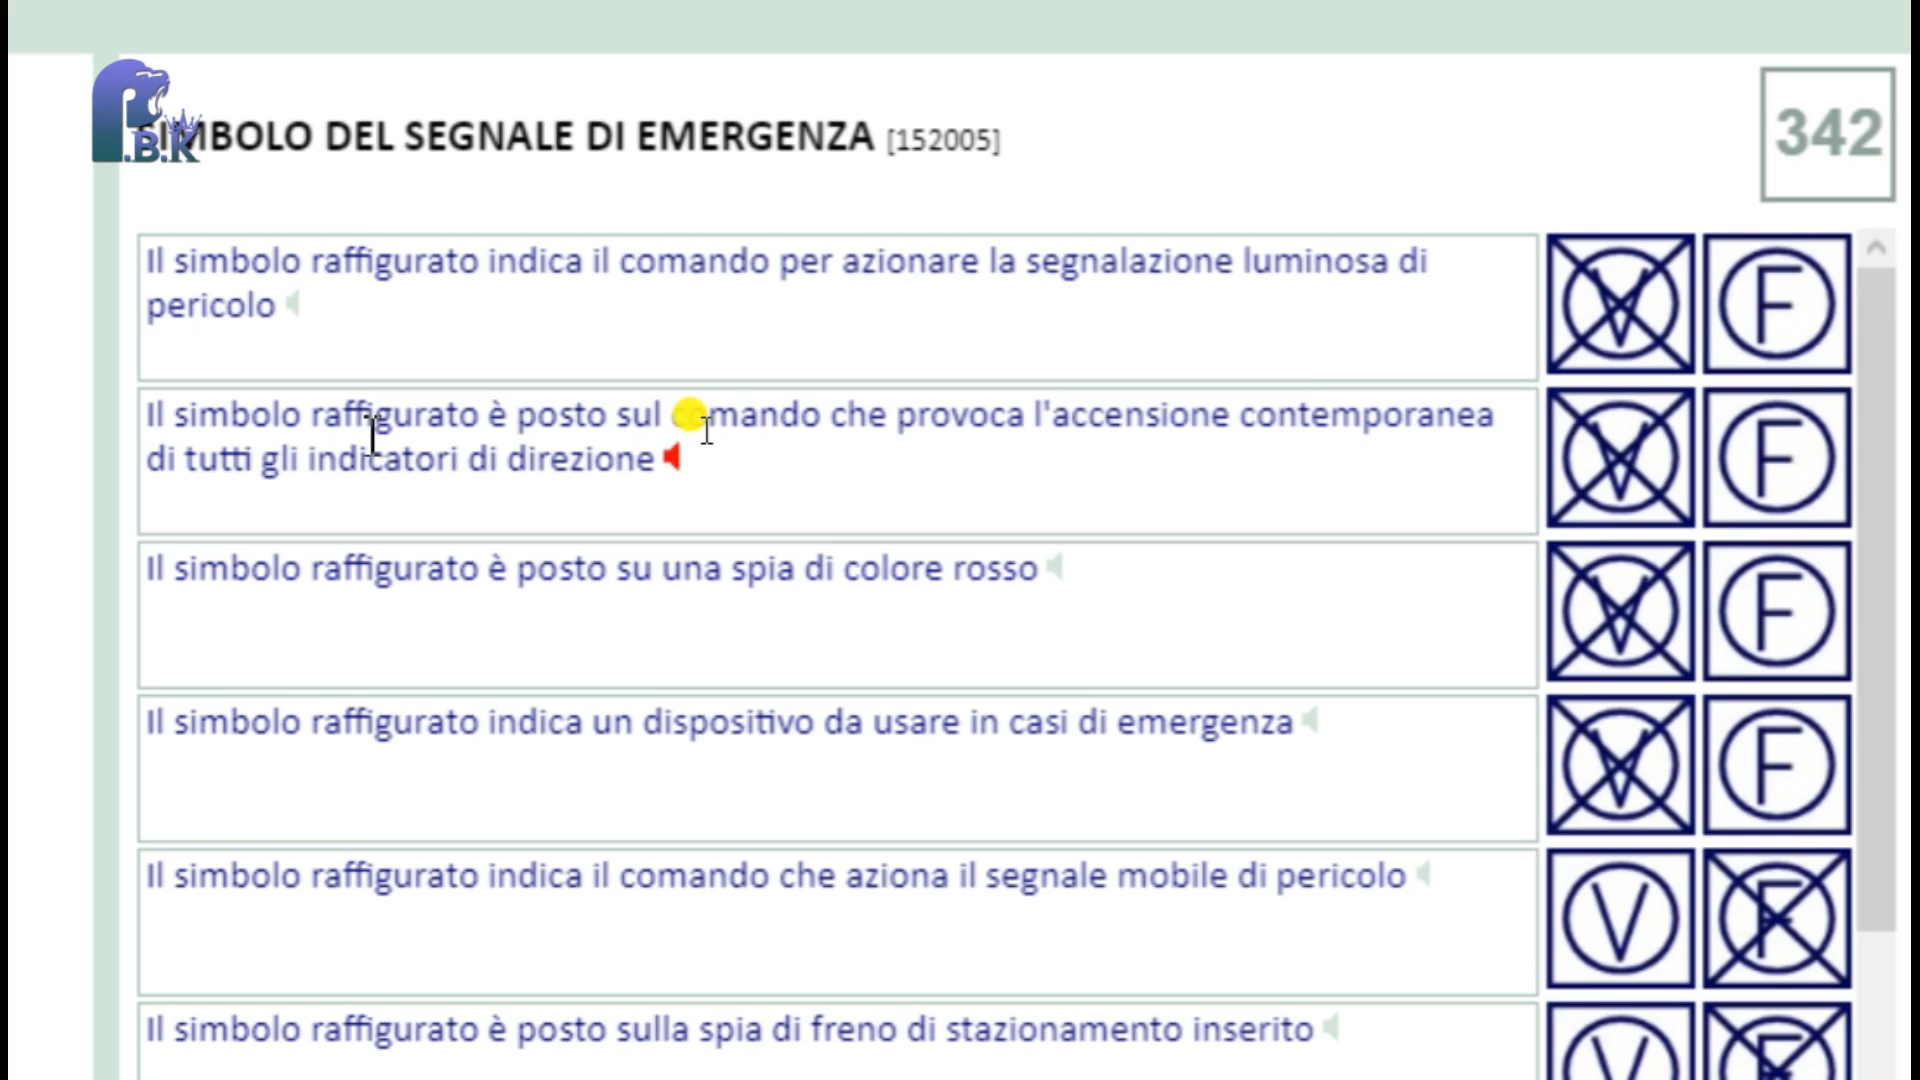 SIMBOLO DEL SEGNALE DI EMERGENZA [152005]
342
P.B.K
Il simbolo raffigurato indica il comando per azionare la segnalazione luminosa di
pericolo
V F
Il simbolo raffigurato è posto sul comando che provoca l'accensione contemporanea
di tutti gli indicatori di direzione
V F
Il simbolo raffigurato è posto su una spia di colore rosso
V F
Il simbolo raffigurato indica un dispositivo da usare in casi di emergenza
V F
Il simbolo raffigurato indica il comando che aziona il segnale mobile di pericolo
V F
Il simbolo raffigurato è posto sulla spia di freno di stazionamento inserito
V F